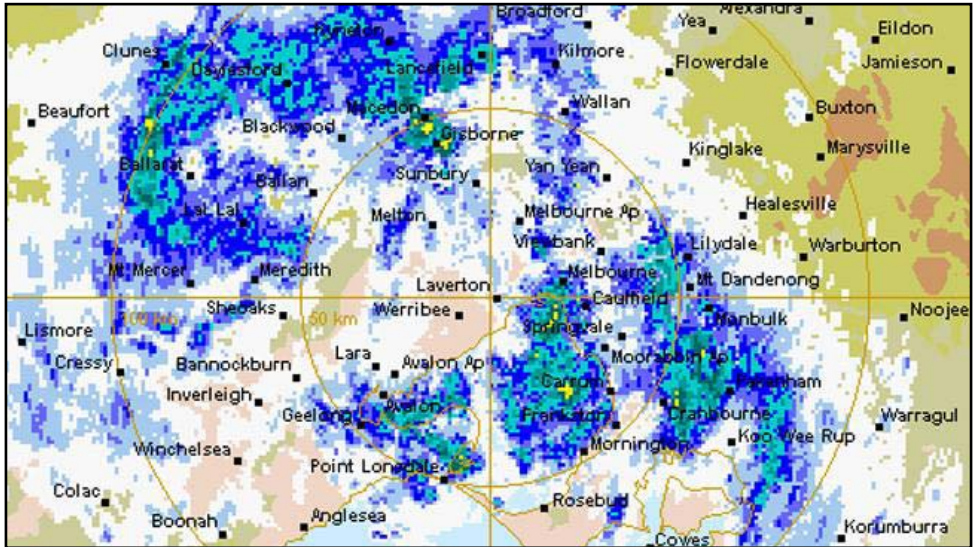 Broadford
Alexandra
Yea
Eildon
Kyneton
Clunes
Kilmore
Lancefield
Flowerdale
Jamieson
Daylesford
Macedon
Wallan
Buxton
Beaufort
Blackwood
Gisborne
Marysville
Ballarat
Ballan
Sunbury
Yan Yean
Kinglake
Lal Lal
Melton
Melbourne Ap
Healesville
Viewbank
Lilydale
Warburton
Mt Mercer
Meredith
Laverton
Melbourne
Mt Dandenong
Sheoaks
100 km
50 km
Werribee
Caulfield
Monbulk
Noojee
Lismore
Springvale
Cressy
Bannockburn
Lara
Avalon Ap
Moorabbin Ap
Inverleigh
Avalon
Carrum
Pakenham
Geelong
Frankston
Cranbourne
Warragul
Winchelsea
Mornington
Koo Wee Rup
Point Lonsdale
Colac
Rosebud
Boonah
Anglesea
Cowes
Korumburra